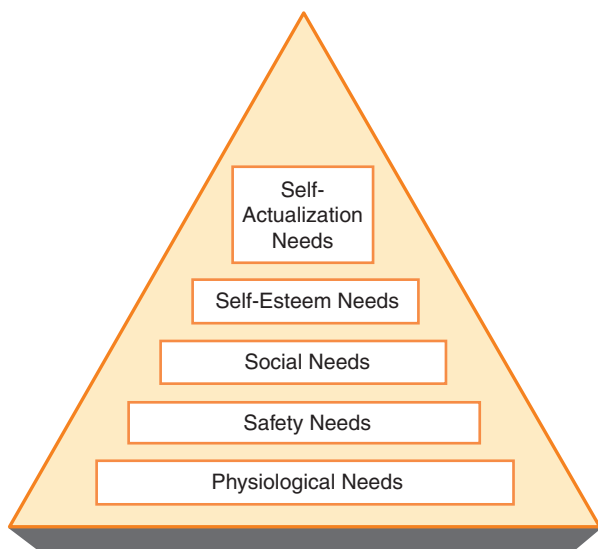 Self-
Actualization
Needs
Self-Esteem Needs
Social Needs
Safety Needs
Physiological Needs